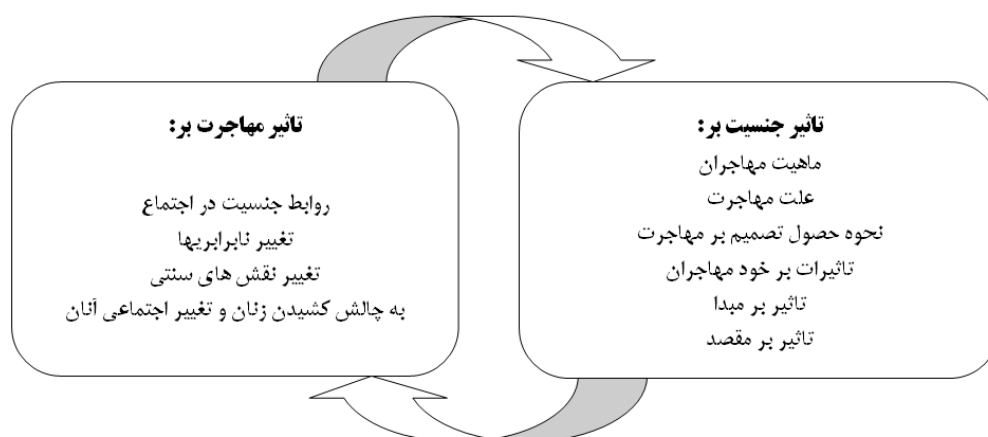 تاثیر جنسیت بر:
ماهیت مهاجران
علت مهاجرت
نحوه حصول تصمیم بر مهاجرت
تاثیرات بر خود مهاجران
تاثیر بر مبدا
تاثیر بر مقصد
تاثیر مهاجرت بر:
روابط جنسیت در اجتماع
تغییر نابرابریها
تغییر نقش های سنتی
به چالش کشیدن زنان و تغییر اجتماعی آنان